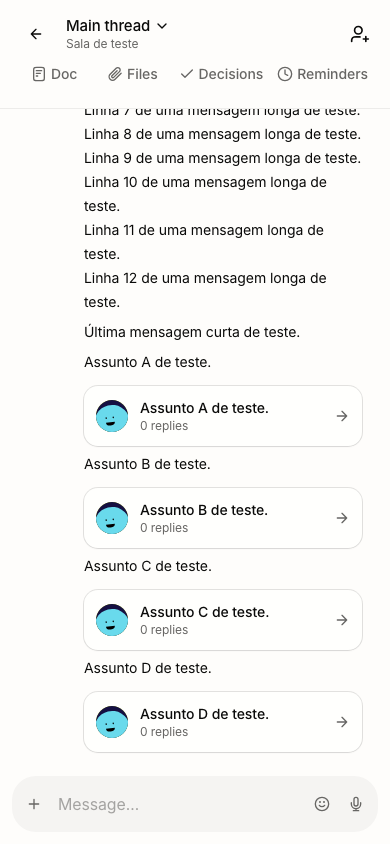 Main thread
Sala de teste
Doc
Files
Decisions
Reminders
Linha 7 de uma mensagem longa de teste.
Linha 8 de uma mensagem longa de teste.
Linha 9 de uma mensagem longa de teste.
Linha 10 de uma mensagem longa de
teste.
Linha 11 de uma mensagem longa de
teste.
Linha 12 de uma mensagem longa de
teste.
Última mensagem curta de teste.
Assunto A de teste.
Assunto A de teste.
0 replies
Assunto B de teste.
Assunto B de teste.
0 replies
Assunto C de teste.
Assunto C de teste.
0 replies
Assunto D de teste.
Assunto D de teste.
0 replies
Message...